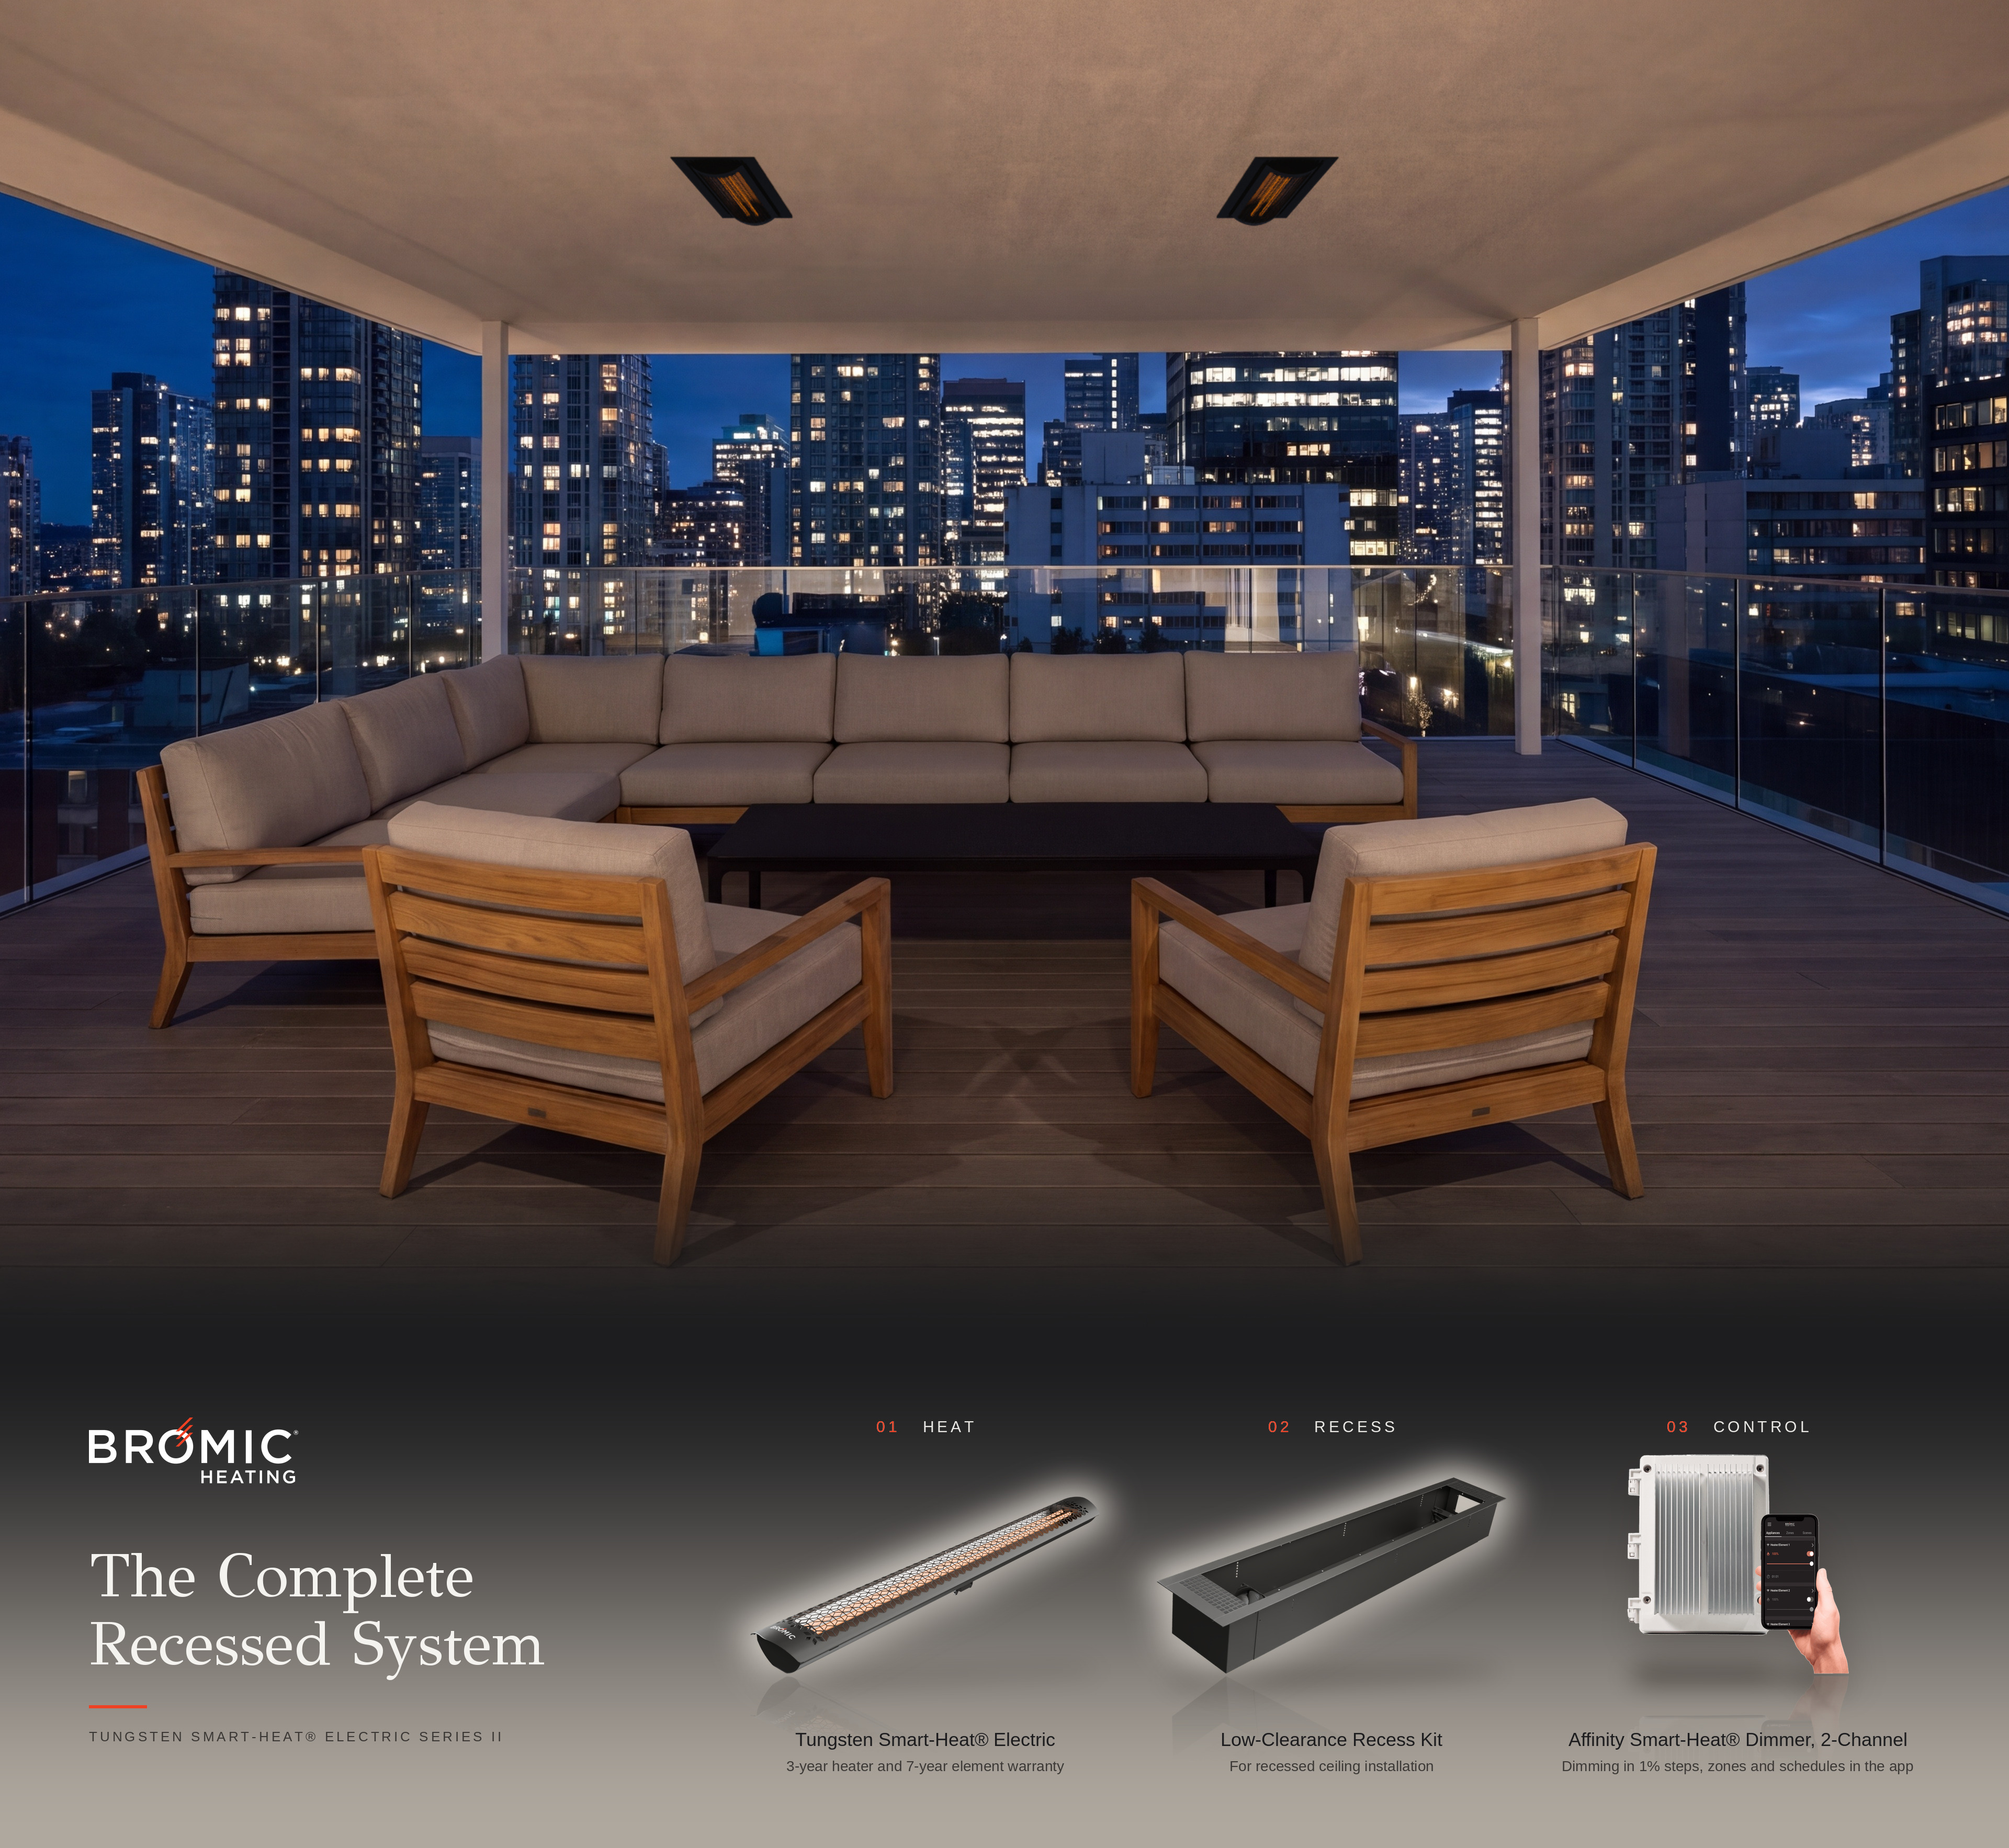 BROMIC®
HEATING
The Complete
Recessed System
TUNGSTEN SMART-HEAT® ELECTRIC SERIES II
01 HEAT
BROMIC
Tungsten Smart-Heat® Electric
3-year heater and 7-year element warranty
02 RECESS
Low-Clearance Recess Kit
For recessed ceiling installation
03 CONTROL
Affinity Smart-Heat® Dimmer, 2-Channel
Dimming in 1% steps, zones and schedules in the app